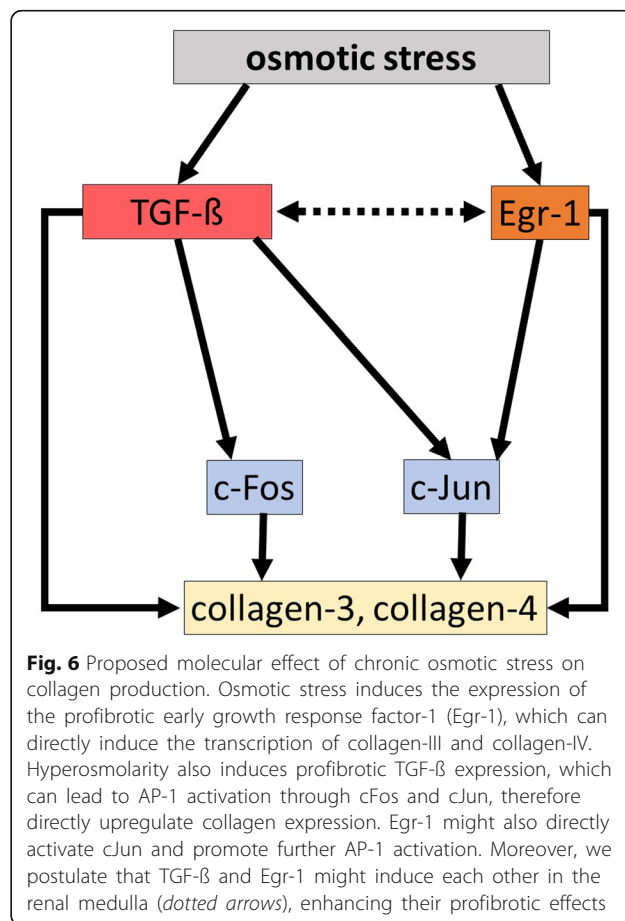 osmotic stress
TGF-ß
Egr-1
c-Fos
c-Jun
collagen-3, collagen-4
Fig. 6 Proposed molecular effect of chronic osmotic stress on
collagen production. Osmotic stress induces the expression of
the profibrotic early growth response factor-1 (Egr-1), which can
directly induce the transcription of collagen-III and collagen-IV.
Hyperosmolarity also induces profibrotic TGF-ß expression, which
can lead to AP-1 activation through cFos and cJun, therefore
directly upregulate collagen expression. Egr-1 might also directly
activate cJun and promote further AP-1 activation. Moreover, we
postulate that TGF-ß and Egr-1 might induce each other in the
renal medulla (dotted arrows), enhancing their profibrotic effects